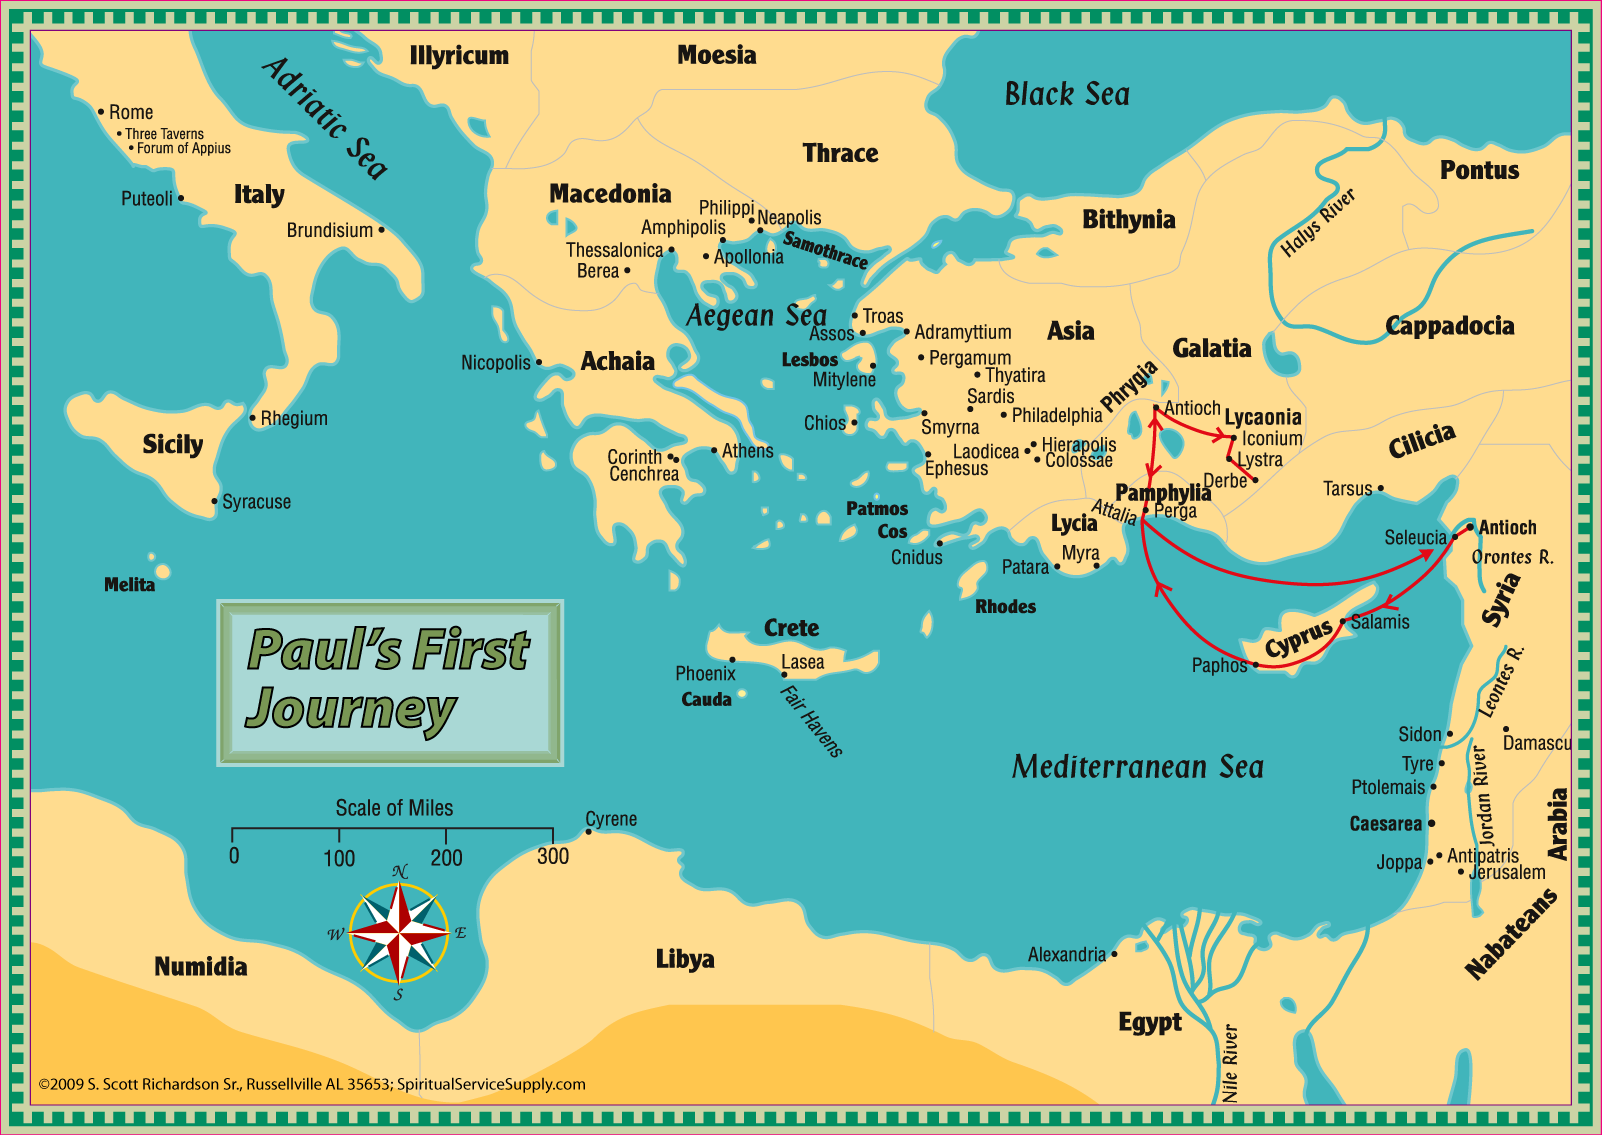 Illyricum
Moesia
Adriatic Sea
Black Sea
Rome
Three Taverns
Forum of Appius
Thrace
Pontus
Puteoli
Italy
Macedonia
Halys River
Bithynia
Brundisium
Philippi
Neapolis
Amphipolis
Samothrace
Thessalonica
Apollonia
Berea
Aegean Sea
Troas
Assos
Adramyttium
Asia
Cappadocia
Galatia
Nicopolis
Achaia
Lesbos
Pergamum
Mitylene
Thyatira
Phrygia
Sardis
Antioch
Lycaonia
Rhegium
Chios
Smyrna
Philadelphia
Iconium
Sicily
Cilicia
Corinth
Athens
Laodicea
Hierapolis
Cenchrea
Ephesus
Colossae
Lystra
Derbe
Tarsus
Syracuse
Patmos
Pamphylia
Attalia
Perga
Cos
Lycia
Antioch
Seleucia
Cnidus
Myra
Patara
Orontes R.
Melita
Rhodes
Syria
Paul's First
Journey
Crete
Cyprus
Salamis
Phoenix
Lasea
Paphos
Cauda
Fair Havens
Leontes R.
Sidon
Damascu
Mediterranean Sea
Tyre
Jordan River
Ptolemais
Scale of Miles
0
100
200
300
Cyrene
Caesarea
Arabia
Joppa
Antipatris
Jerusalem
N
W
E
S
Numidia
Libya
Alexandria
Nabateans
Egypt
Nile River
©2009 S. Scott Richardson Sr., Russellville AL 35653; SpiritualServiceSupply.com